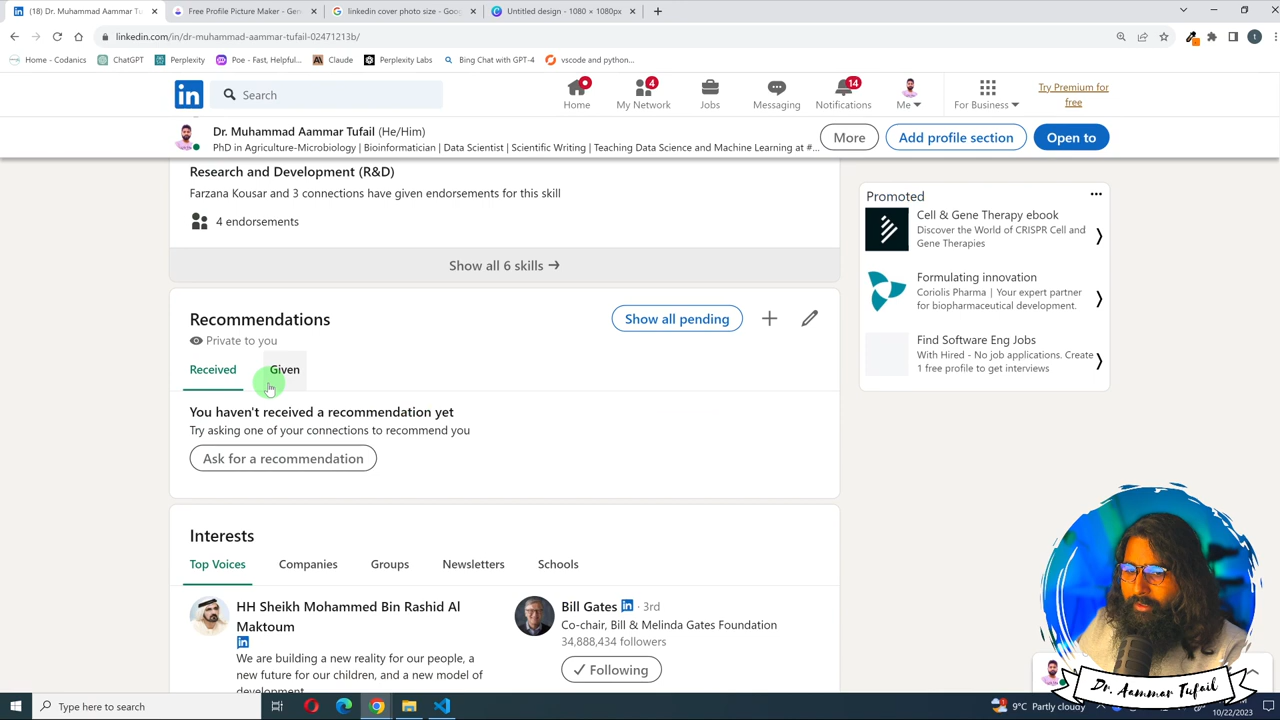 (18) Dr. Muhammad Aammar Tu
Free Profile Picture Maker - Gen
linkedin cover photo size - Goo
Untitled design - 1080 × 1080px
linkedin.com/in/dr-muhammad-aammar-tufail-02471213b/
Home - Codanics
ChatGPT
Perplexity
Poe - Fast, Helpful...
Claude
Perplexity Labs
Bing Chat with GPT-4
vscode and python...
in
Search
Home
4
My Network
Jobs
Messaging
14
Notifications
Me
For Business
Try Premium for
free
Dr. Muhammad Aammar Tufail (He/Him)
PhD in Agriculture-Microbiology | Bioinformatician | Data Scientist | Scientific Writing | Teaching Data Science and Machine Learning at #...
More
Add profile section
Open to
Research and Development (R&D)
Farzana Kousar and 3 connections have given endorsements for this skill
4 endorsements
Show all 6 skills →
Recommendations
Show all pending
Private to you
Received
Given
You haven't received a recommendation yet
Try asking one of your connections to recommend you
Ask for a recommendation
Promoted
Cell & Gene Therapy ebook
Discover the World of CRISPR Cell and
Gene Therapies
Formulating innovation
Coriolis Pharma | Your expert partner
for biopharmaceutical development.
Find Software Eng Jobs
With Hired - No job applications. Create
1 free profile to get interviews
Interests
Top Voices
Companies
Groups
Newsletters
Schools
HH Sheikh Mohammed Bin Rashid Al
Maktoum
in
We are building a new reality for our people, a
new future for our children, and a new model of
development
Bill Gates in · 3rd
Co-chair, Bill & Melinda Gates Foundation
34,888,434 followers
✓ Following
Dr. Aammar Tufail
Type here to search
9°C Partly cloudy
10/22/2023